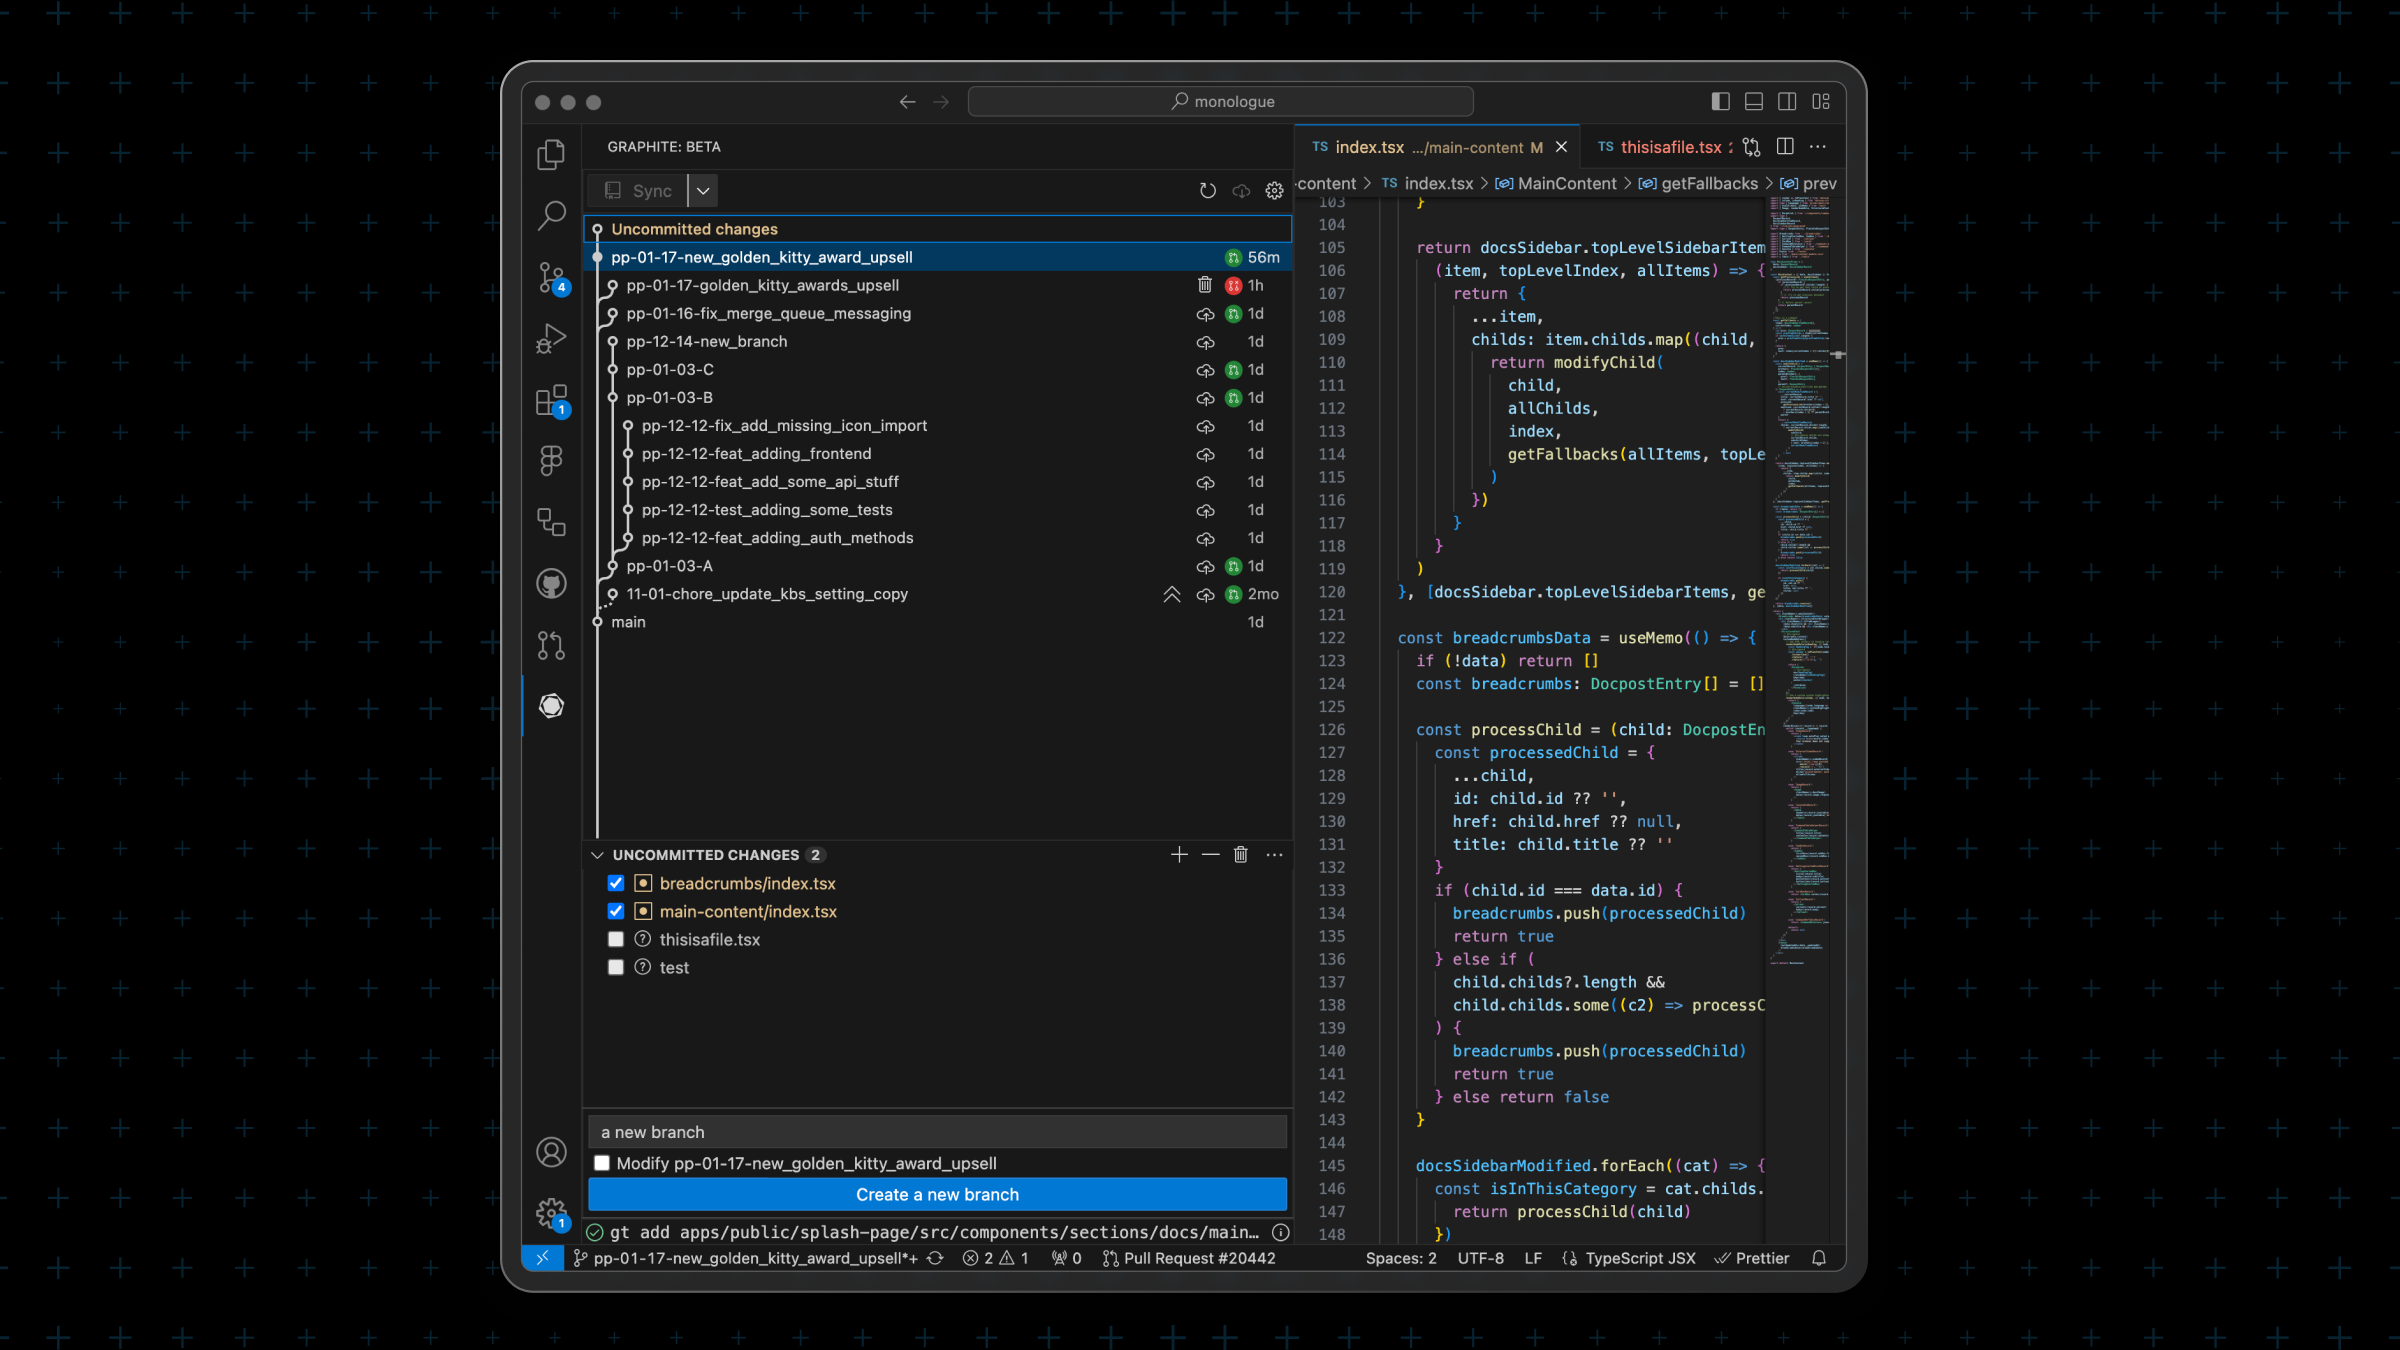 monologue
GRAPHITE: BETA
Sync
Uncommitted changes
pp-01-17-new_golden_kitty_award_upsell 56m
pp-01-17-golden_kitty_awards_upsell 1h
pp-01-16-fix_merge_queue_messaging 1d
pp-12-14-new_branch 1d
pp-01-03-C 1d
pp-01-03-B 1d
pp-12-12-fix_add_missing_icon_import 1d
pp-12-12-feat_adding_frontend 1d
pp-12-12-feat_add_some_api_stuff 1d
pp-12-12-test_adding_some_tests 1d
pp-12-12-feat_adding_auth_methods 1d
pp-01-03-A 1d
11-01-chore_update_kbs_setting_copy 2mo
main 1d
4
1
1
UNCOMMITTED CHANGES 2
breadcrumbs/index.tsx
main-content/index.tsx
thisisafile.tsx
test
a new branch
Modify pp-01-17-new_golden_kitty_award_upsell
Create a new branch
gt add apps/public/splash-page/src/components/sections/docs/main...
TS index.tsx .../main-content M
TS thisisafile.tsx
-content > TS index.tsx > MainContent > getFallbacks > prev
103 }
104
105 return docsSidebar.topLevelSidebarItem
106 (item, topLevelIndex, allItems) => {
107 return {
108 ...item,
109 childs: item.childs.map((child,
110 return modifyChild(
111 child,
112 allChilds,
113 index,
114 getFallbacks(allItems, topLe
115 )
116 })
117 }
118 }
119 )
120 }, [docsSidebar.topLevelSidebarItems, ge
121
122 const breadcrumbsData = useMemo(() => {
123 if (!data) return []
124 const breadcrumbs: DocpostEntry[] = []
125
126 const processChild = (child: DocpostEn
127 const processedChild = {
128 ...child,
129 id: child.id ?? '',
130 href: child.href ?? null,
131 title: child.title ?? ''
132 }
133 if (child.id === data.id) {
134 breadcrumbs.push(processedChild)
135 return true
136 } else if (
137 child.childs?.length &&
138 child.childs.some((c2) => processC
139 ) {
140 breadcrumbs.push(processedChild)
141 return true
142 } else return false
143 }
144
145 docsSidebarModified.forEach((cat) => {
146 const isInThisCategory = cat.childs.
147 return processChild(child)
148 })
pp-01-17-new_golden_kitty_award_upsell*+ 2 1 0 Pull Request #20442 Spaces: 2 UTF-8 LF TypeScript JSX Prettier